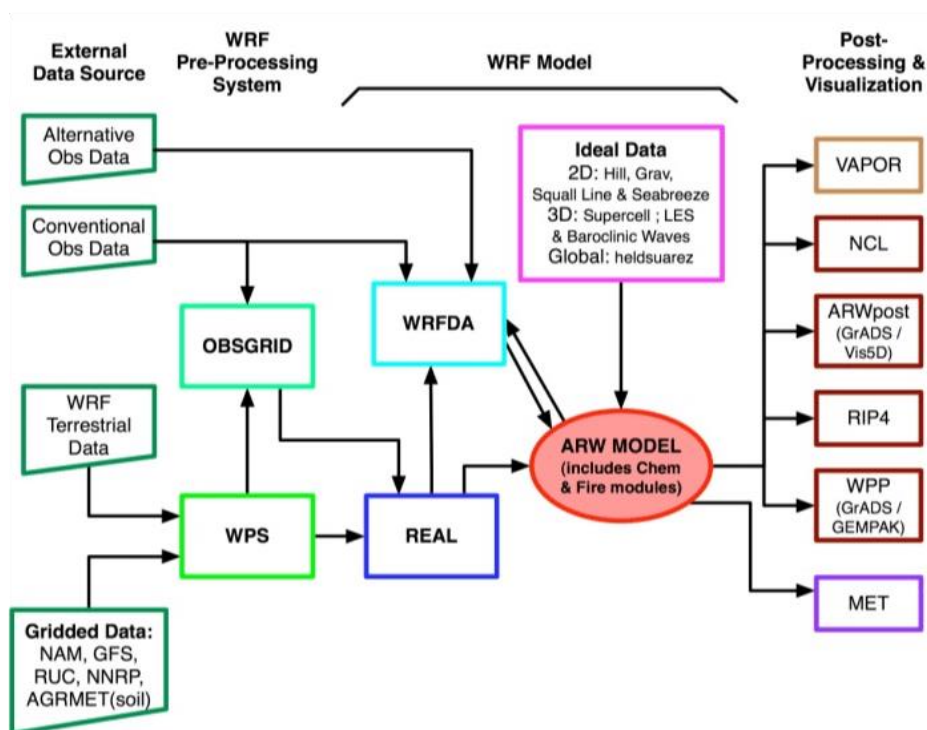 External
Data Source
WRF
Pre-Processing
System
WRF Model
Post-
Processing &
Visualization
Alternative
Obs Data
Conventional
Obs Data
WRF
Terrestrial
Data
Gridded Data:
NAM, GFS,
RUC, NNRP,
AGRMET(soil)
OBSGRID
WPS
WRFDA
REAL
Ideal Data
2D: Hill, Grav,
Squall Line & Seabreeze
3D: Supercell ; LES
& Baroclinic Waves
Global: heldsuarez
ARW MODEL
(includes Chem
& Fire modules)
VAPOR
NCL
ARWpost
(GrADS /
Vis5D)
RIP4
WPP
(GrADS /
GEMPAK)
MET